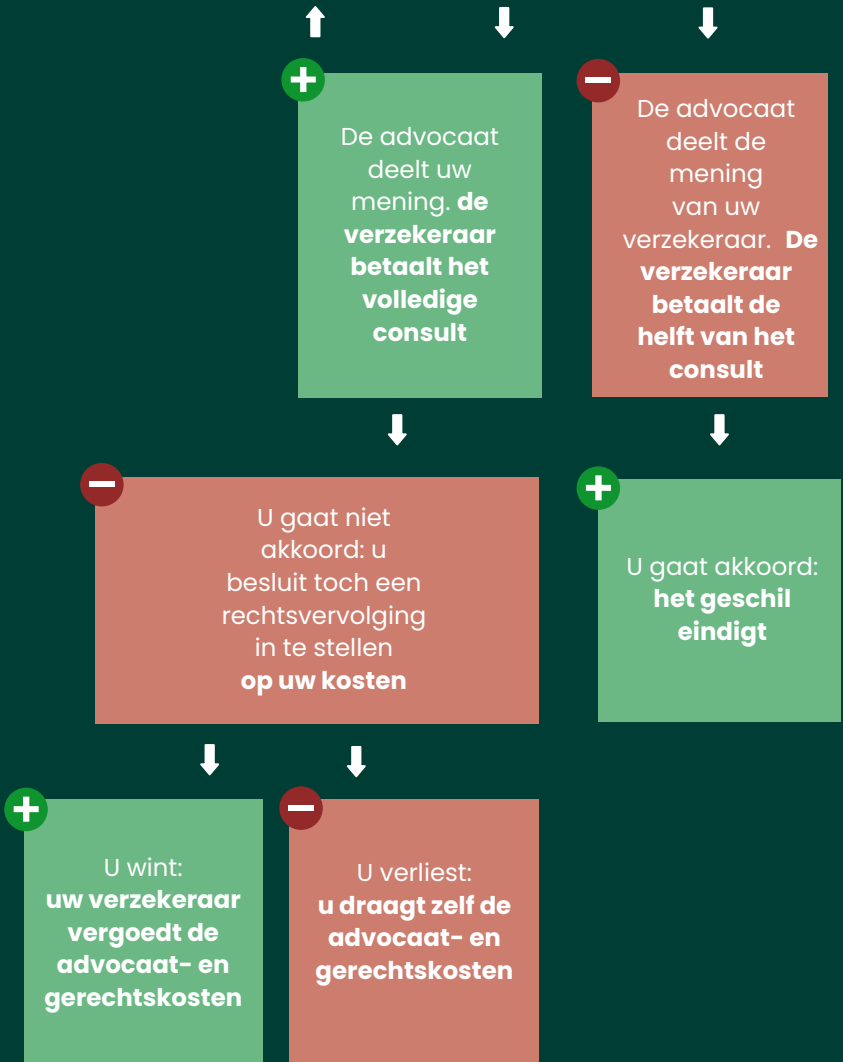 De advocaat
deelt uw
mening. de
verzekeraar
betaalt het
volledige
consult
De advocaat
deelt de
mening
van uw
verzekeraar. De
verzekeraar
betaalt de
helft van het
consult
U gaat niet
akkoord: u
besluit toch een
rechtsvervolging
in te stellen
op uw kosten
U gaat akkoord:
het geschil
eindigt
U wint:
uw verzekeraar
vergoedt de
advocaat- en
gerechtskosten
U verliest:
u draagt zelf de
advocaat- en
gerechtskosten